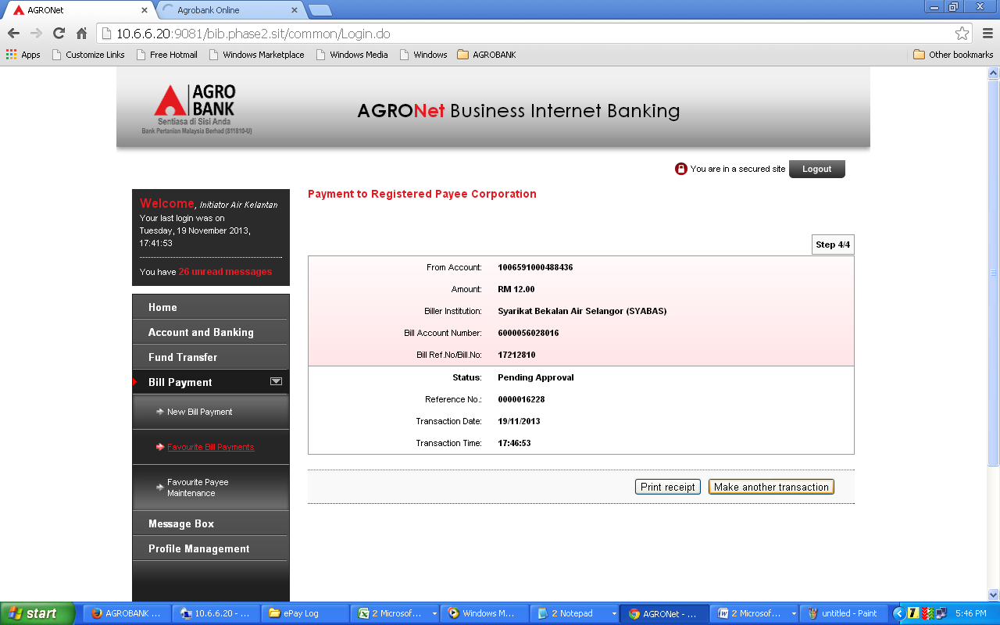 AGRONet
Agrobank Online
10.6.6.20:9081/bib.phase2.sit/common/Login.do
Apps Customize Links Free Hotmail Windows Marketplace Windows Media Windows AGROBANK Other bookmarks
AGRO
BANK
Sentiasa di Sisi Anda
Bank Pertanian Malaysia Berhad (811810-U)
AGRONet Business Internet Banking
You are in a secured site Logout
Welcome, Initiator Air Kelantan
Your last login was on
Tuesday, 19 November 2013,
17:41:53
You have 26 unread messages
Home
Account and Banking
Fund Transfer
Bill Payment
New Bill Payment
Favourite Bill Payments
Favourite Payee
Maintenance
Message Box
Profile Management
Payment to Registered Payee Corporation
Step 4/4
From Account: 1006591000488436
Amount: RM 12.00
Biller Institution: Syarikat Bekalan Air Selangor (SYABAS)
Bill Account Number: 6000056028016
Bill Ref.No/Bill.No: 17212810
Status: Pending Approval
Reference No.: 0000016228
Transaction Date: 19/11/2013
Transaction Time: 17:46:53
Print receipt Make another transaction
start AGROBANK ... 10.6.6.20 - ... ePay Log 2 Microsof... Windows M... 2 Notepad AGRONet - ... 2 Microsof... untitled - Paint 5:46 PM